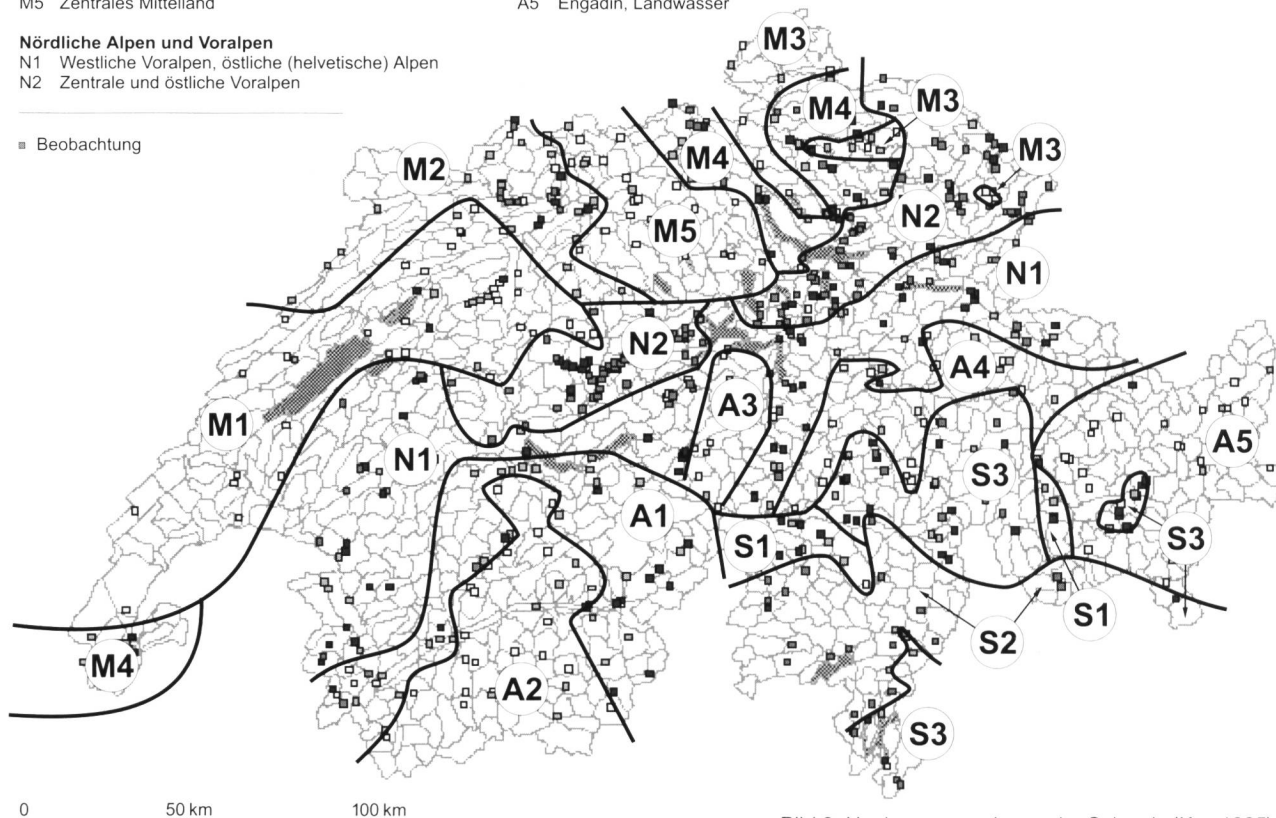 M5 Zentrales Mittelland
A5 Engadin, Landwasser
Nördliche Alpen und Voralpen
N1 Westliche Voralpen, östliche (helvetische) Alpen
N2 Zentrale und östliche Voralpen
Beobachtung
M3
M4
M3
M3
M2
M4
M5
N2
N1
N2
A4
A3
M1
A5
N1
S3
A1
S1
S3
S1
S2
M4
A2
S3
0 50 km 100 km